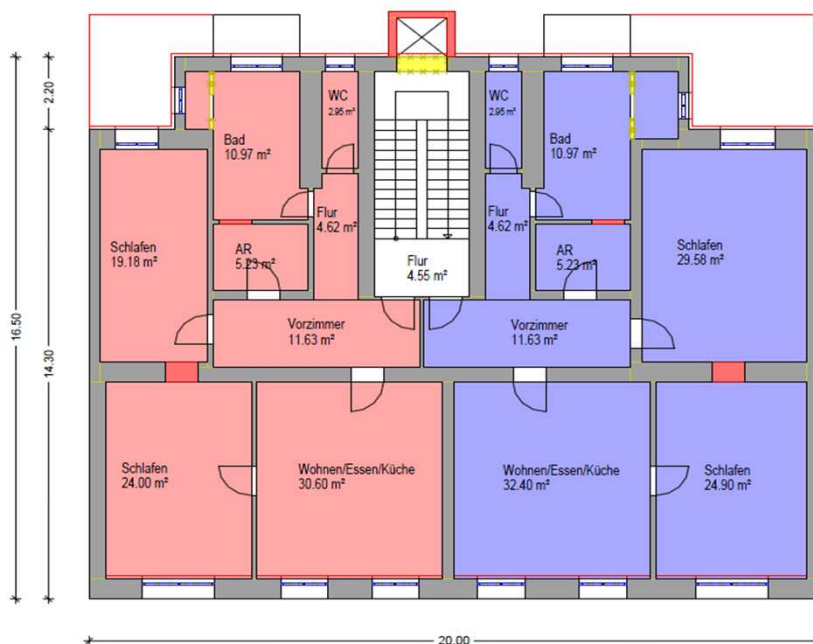 2.20
WC
2.95 m²
WC
2.95 m²
Bad
10.97 m²
Bad
10.97 m²
Flur
4.62 m²
Flur
4.62 m²
Schlafen
19.18 m²
AR
5.23 m²
Flur
4.55 m²
AR
5.23 m²
Schlafen
29.58 m²
16.50
14.30
Vorzimmer
11.63 m²
Vorzimmer
11.63 m²
Schlafen
24.00 m²
Wohnen/Essen/Küche
30.60 m²
Wohnen/Essen/Küche
32.40 m²
Schlafen
24.90 m²
20.00